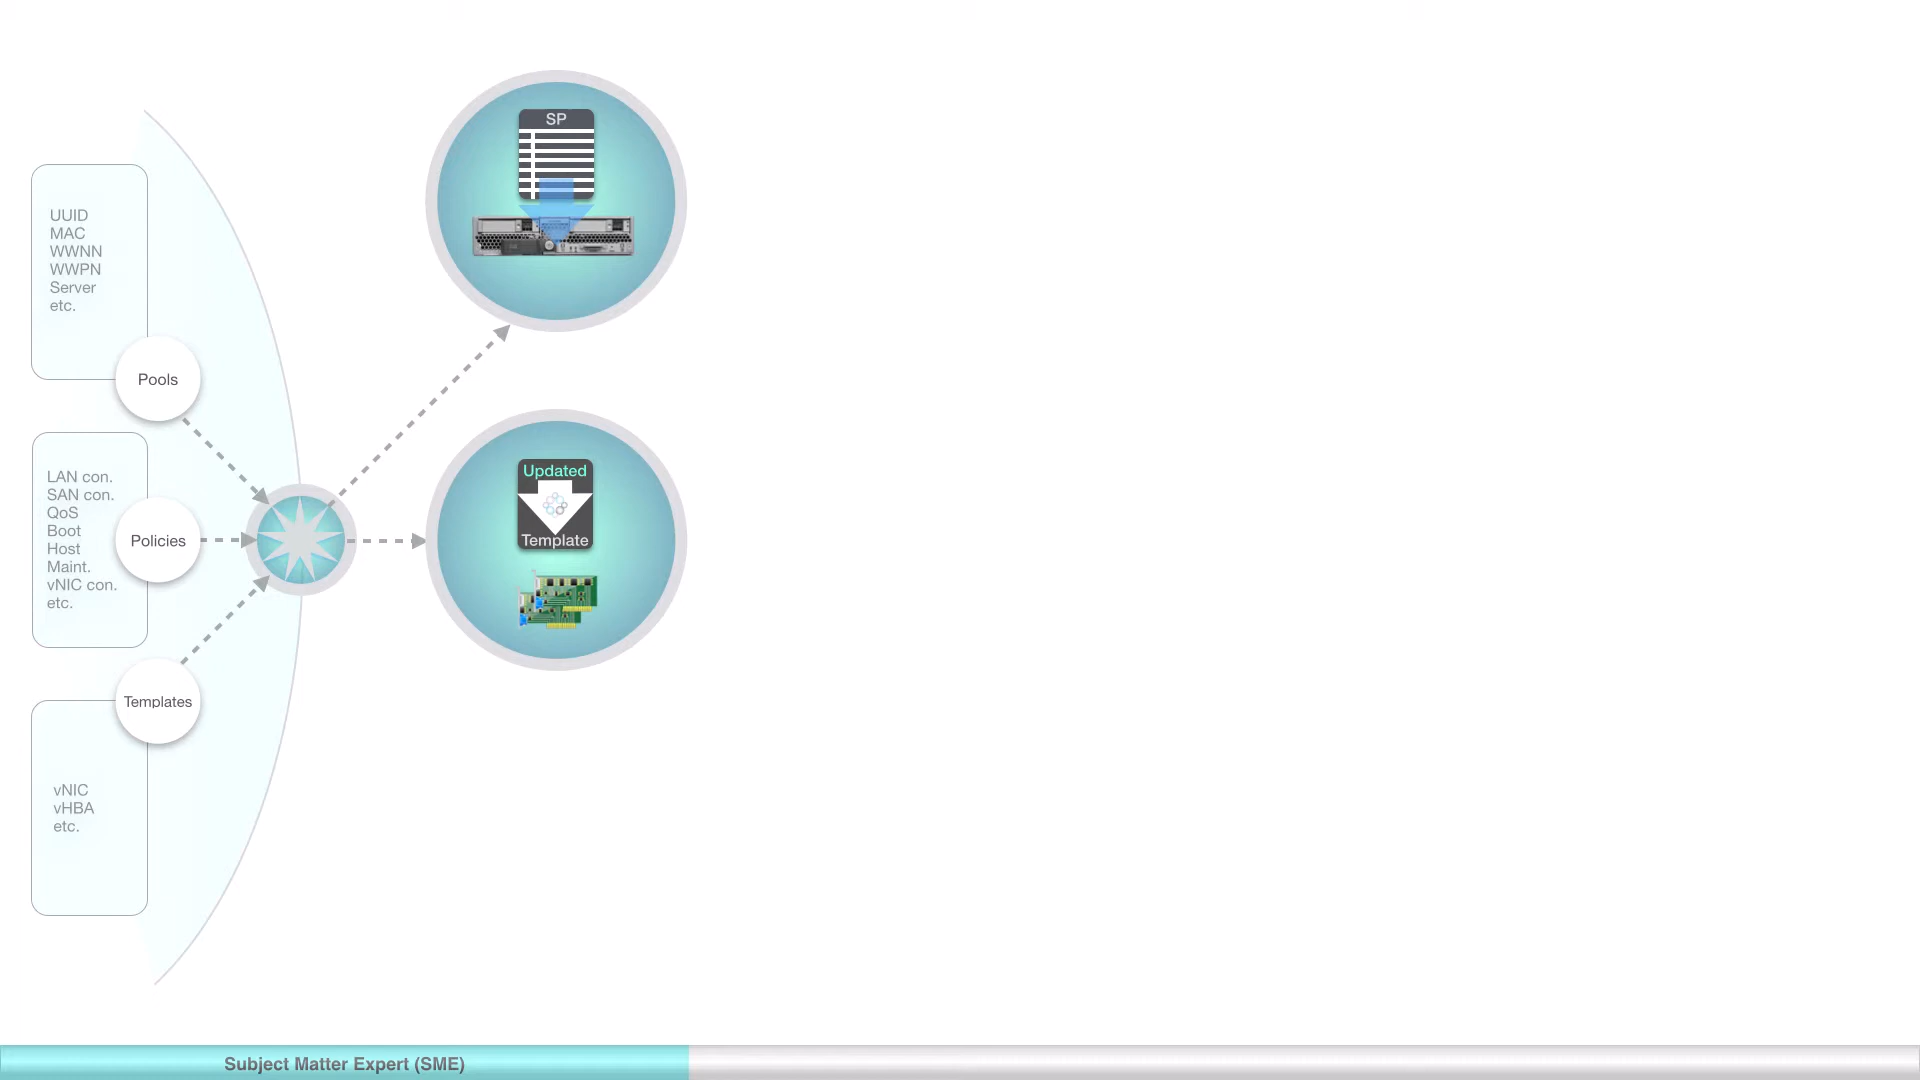 SP
UUID
MAC
WWNN
WWPN
Server
etc.
Pools
LAN con.
SAN con.
QoS
Boot
Host
Maint.
vNIC con.
etc.
Policies
Updated
Template
Templates
vNIC
vHBA
etc.
Subject Matter Expert (SME)